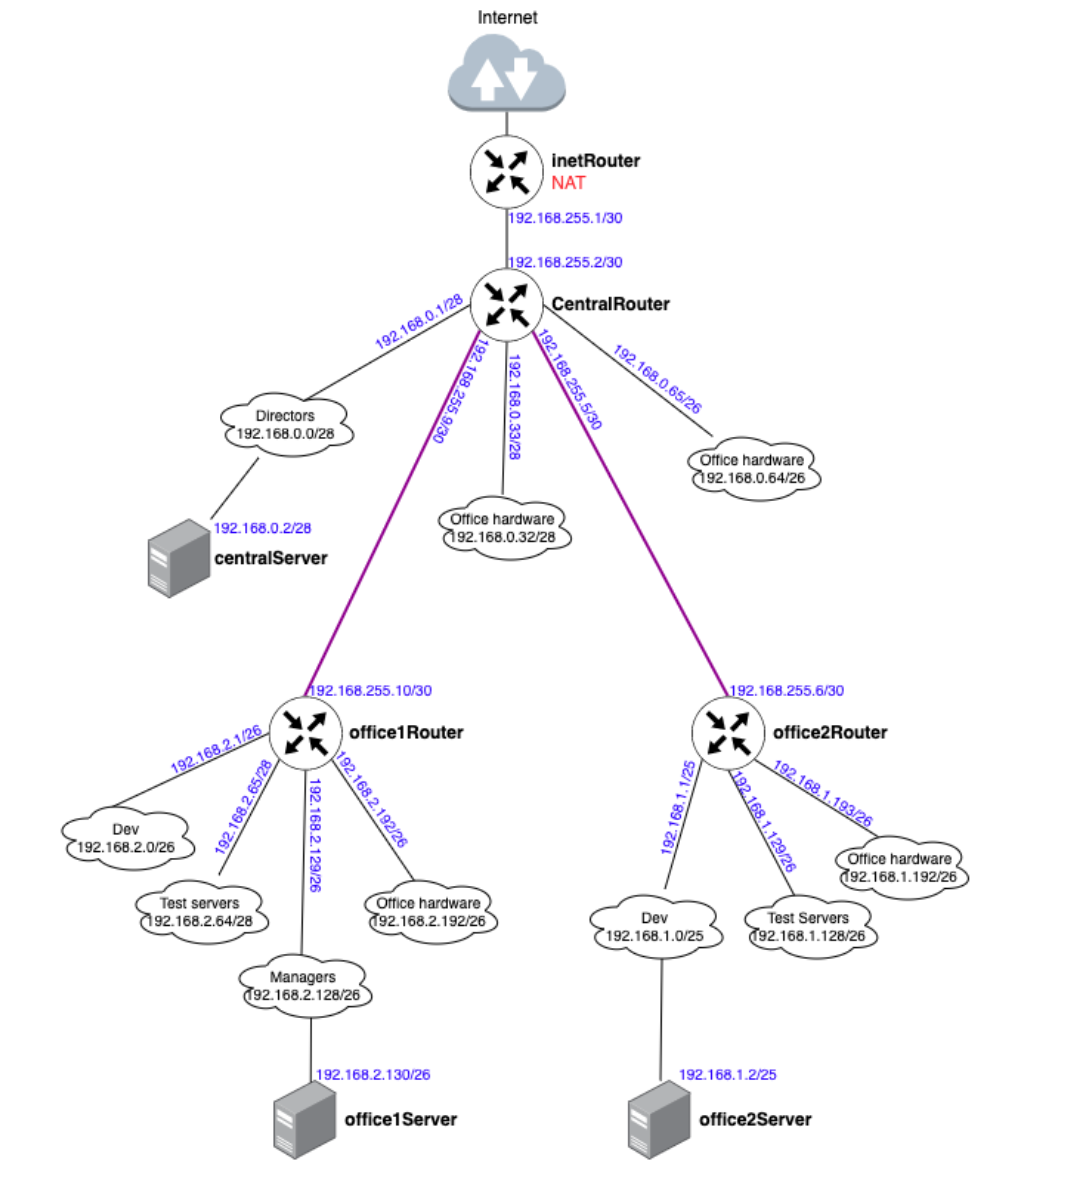 Internet
inetRouter
NAT
192.168.255.1/30
192.168.255.2/30
CentralRouter
192.168.0.1/28
192.168.255.9/30
192.168.0.33/28
192.168.255.5/30
192.168.0.65/26
Directors
192.168.0.0/28
Office hardware
192.168.0.64/26
Office hardware
192.168.0.32/28
192.168.0.2/28
centralServer
192.168.255.10/30
office1Router
192.168.2.1/26
192.168.2.65/28
192.168.2.129/26
192.168.2.192/26
Dev
192.168.2.0/26
Test servers
192.168.2.64/28
Office hardware
192.168.2.192/26
Managers
192.168.2.128/26
192.168.2.130/26
office1Server
192.168.255.6/30
office2Router
192.168.1.1/25
192.168.1.129/26
192.168.1.193/26
Office hardware
192.168.1.192/26
Dev
192.168.1.0/25
Test Servers
192.168.1.128/26
192.168.1.2/25
office2Server